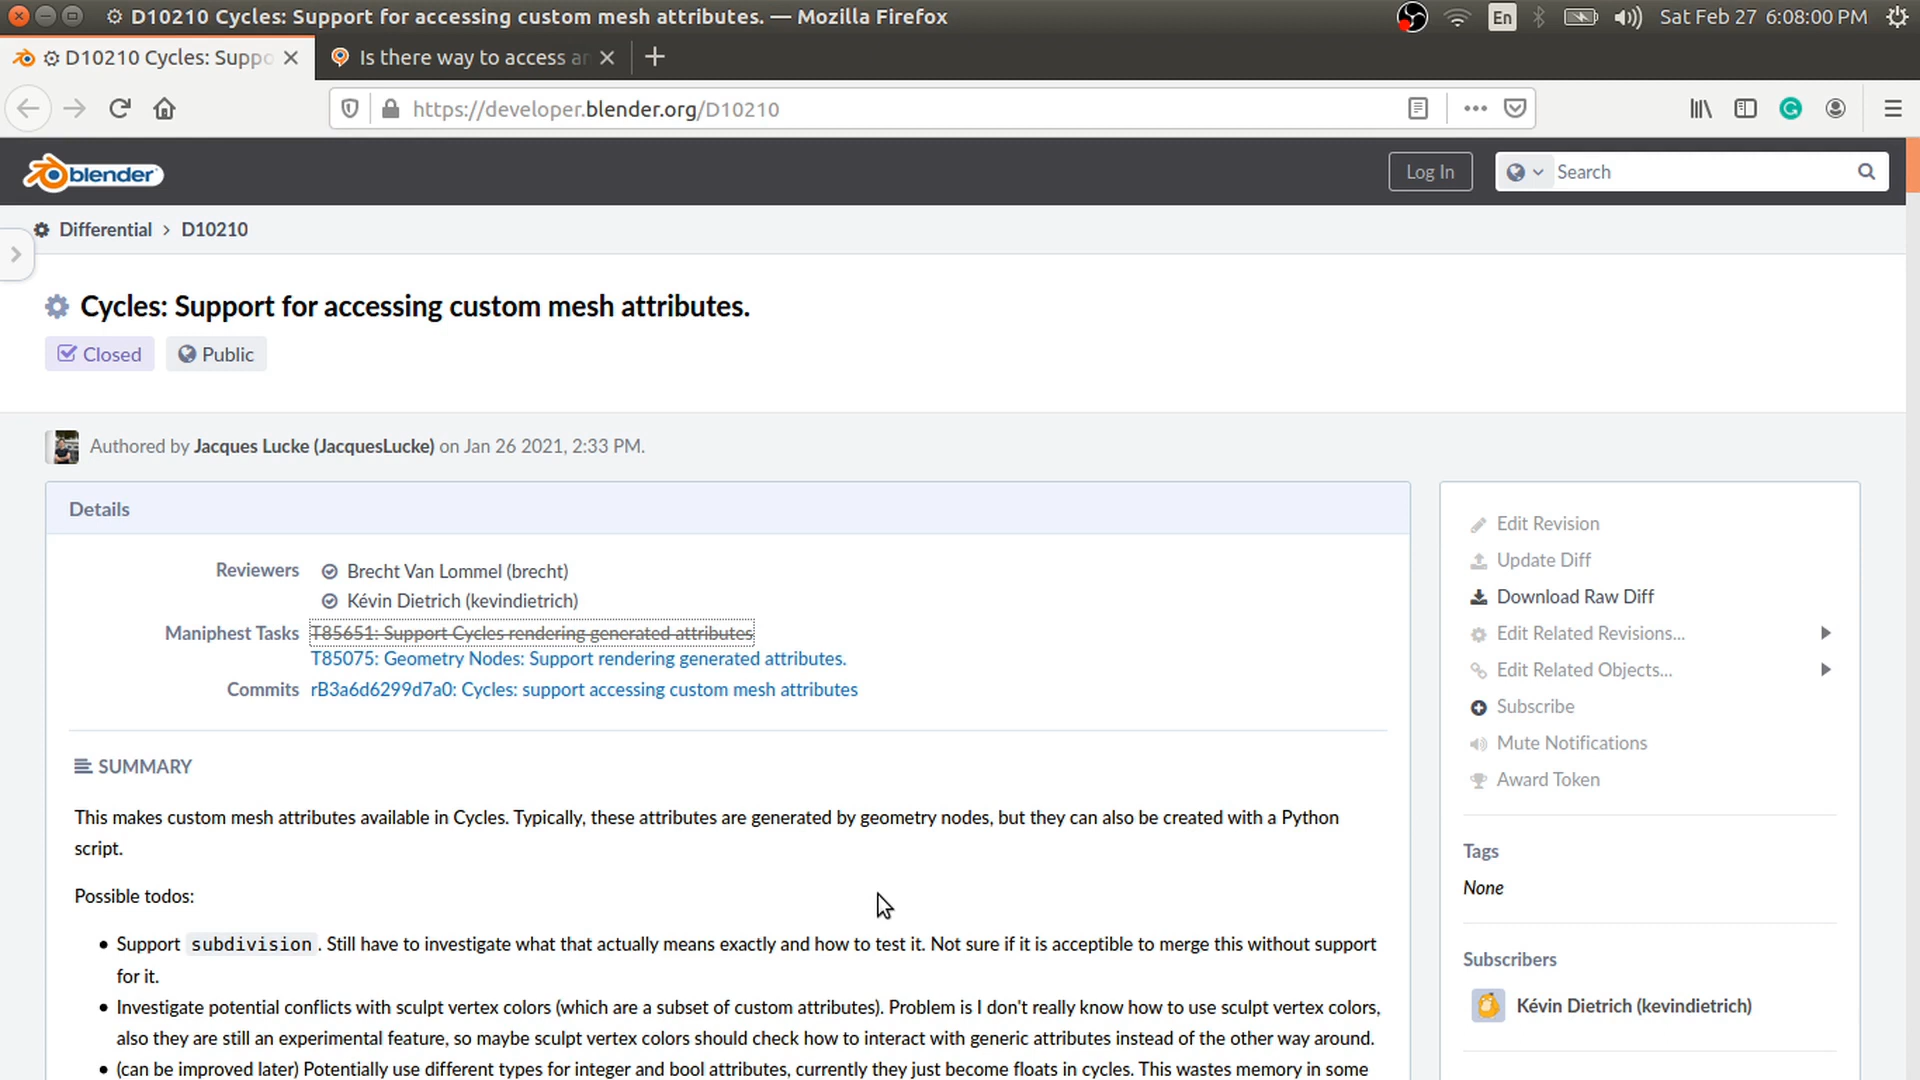 D10210 Cycles: Support for accessing custom mesh attributes. — Mozilla Firefox
En
Sat Feb 27 6:08:00 PM
D10210 Cycles: Suppo
Is there way to access an
https://developer.blender.org/D10210
blender
Log In
Search
Differential
D10210
Cycles: Support for accessing custom mesh attributes.
Closed
Public
Authored by Jacques Lucke (JacquesLucke) on Jan 26 2021, 2:33 PM.
Details
Reviewers
Brecht Van Lommel (brecht)
Kévin Dietrich (kevindietrich)
Maniphest Tasks
T85651: Support Cycles rendering generated attributes
T85075: Geometry Nodes: Support rendering generated attributes.
Commits
rB3a6d6299d7a0: Cycles: support accessing custom mesh attributes
SUMMARY
This makes custom mesh attributes available in Cycles. Typically, these attributes are generated by geometry nodes, but they can also be created with a Python
script.
Possible todos:
Support subdivision. Still have to investigate what that actually means exactly and how to test it. Not sure if it is acceptible to merge this without support
for it.
Investigate potential conflicts with sculpt vertex colors (which are a subset of custom attributes). Problem is I don't really know how to use sculpt vertex colors,
also they are still an experimental feature, so maybe sculpt vertex colors should check how to interact with generic attributes instead of the other way around.
(can be improved later) Potentially use different types for integer and bool attributes, currently they just become floats in cycles. This wastes memory in some
Edit Revision
Update Diff
Download Raw Diff
Edit Related Revisions...
Edit Related Objects...
Subscribe
Mute Notifications
Award Token
Tags
None
Subscribers
Kévin Dietrich (kevindietrich)